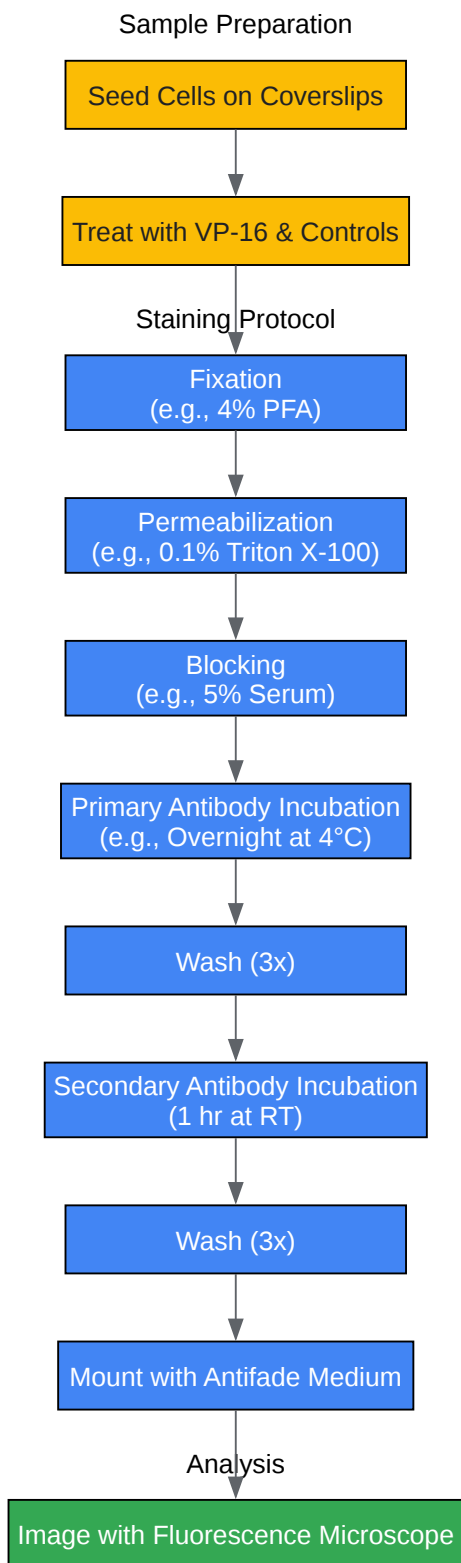 Sample Preparation
Seed Cells on Coverslips
Treat with VP-16 & Controls
Staining Protocol
Fixation
(e.g., 4% PFA)
Permeabilization
(e.g., 0.1% Triton X-100)
Blocking
(e.g., 5% Serum)
Primary Antibody Incubation
(e.g., Overnight at 4°C)
Wash (3x)
Secondary Antibody Incubation
(1 hr at RT)
Wash (3x)
Mount with Antifade Medium
Analysis
Image with Fluorescence Microscope